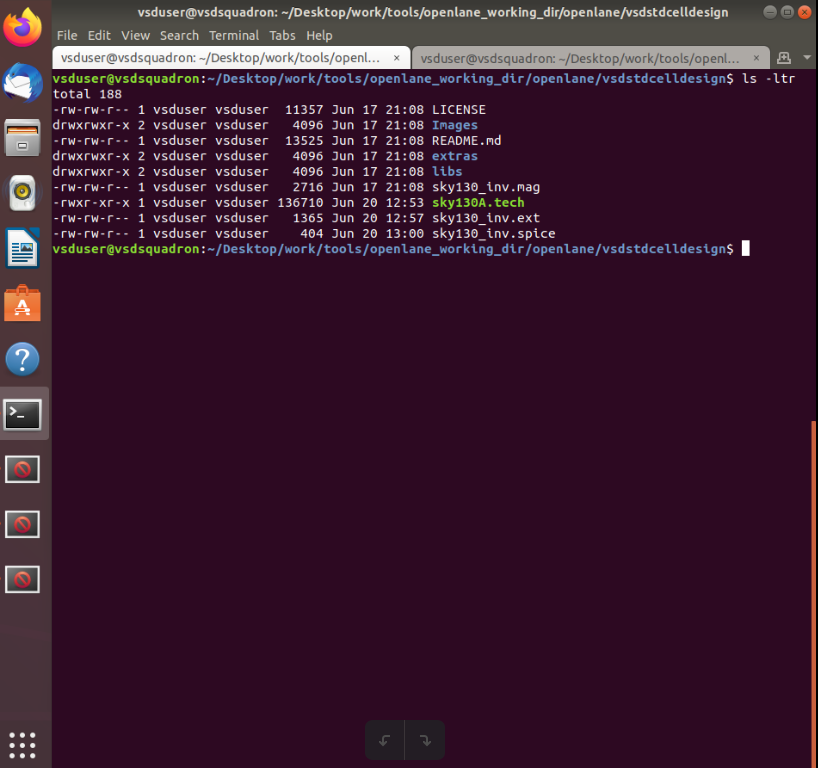 vsduser@vsdsquadron: ~/Desktop/work/tools/openlane_working_dir/openlane/vsdstdcelldesign
File Edit View Search Terminal Tabs Help
vsduser@vsdsquadron: ~/Desktop/work/tools/openl... × vsduser@vsdsquadron: ~/Desktop/work/tools/openl... ×
vsduser@vsdsquadron:~/Desktop/work/tools/openlane_working_dir/openlane/vsdstdcelldesign$ ls -ltr
total 188
-rw-rw-r-- 1 vsduser vsduser  11357 Jun 17 21:08 LICENSE
drwxrwxr-x 2 vsduser vsduser   4096 Jun 17 21:08 Images
-rw-rw-r-- 1 vsduser vsduser  13525 Jun 17 21:08 README.md
drwxrwxr-x 2 vsduser vsduser   4096 Jun 17 21:08 extras
drwxrwxr-x 2 vsduser vsduser   4096 Jun 17 21:08 libs
-rw-rw-r-- 1 vsduser vsduser   2716 Jun 17 21:08 sky130_inv.mag
-rwxr-xr-x 1 vsduser vsduser 136710 Jun 20 12:53 sky130A.tech
-rw-rw-r-- 1 vsduser vsduser   1365 Jun 20 12:57 sky130_inv.ext
-rw-rw-r-- 1 vsduser vsduser    404 Jun 20 13:00 sky130_inv.spice
vsduser@vsdsquadron:~/Desktop/work/tools/openlane_working_dir/openlane/vsdstdcelldesign$